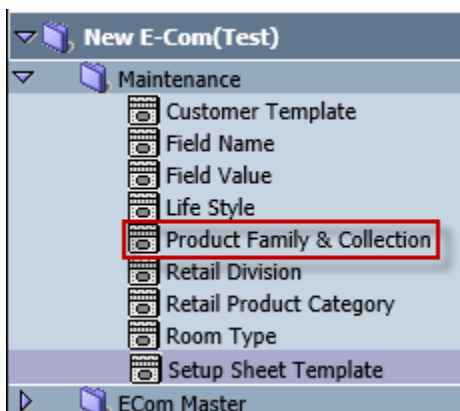 New E-Com(Test)
Maintenance
Customer Template
Field Name
Field Value
Life Style
Product Family & Collection
Retail Division
Retail Product Category
Room Type
Setup Sheet Template
ECom Master